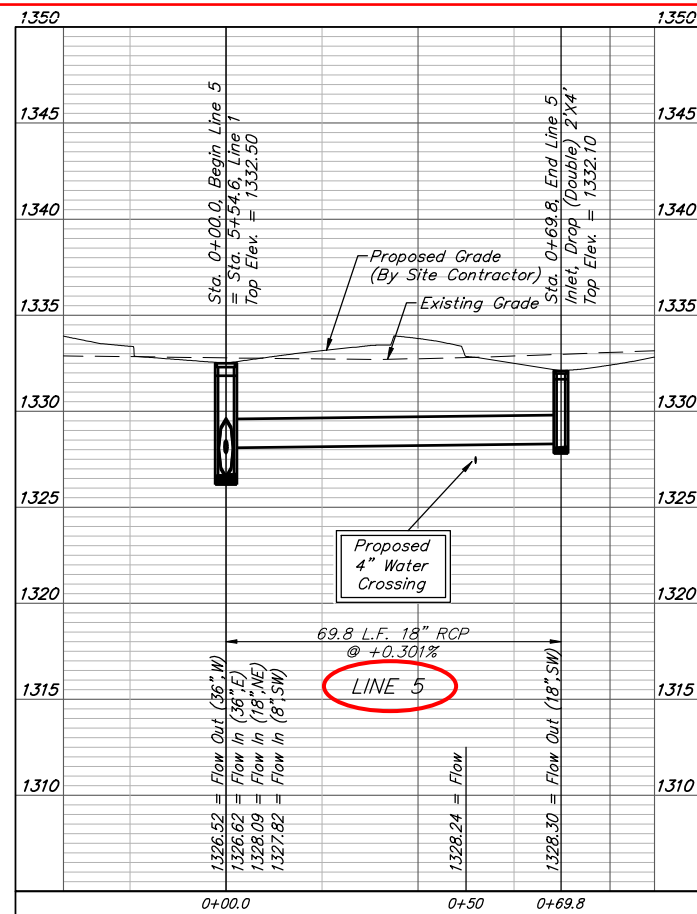 1350
1350
1345
1345
1340
1340
1335
1335
1330
1330
1325
1325
1320
1320
1315
1315
1310
1310
Sta. 0+00.0, Begin Line 5
= Sta. 5+54.6, Line 1
Top Elev. = 1332.50
Sta. 0+69.8, End Line 5
Inlet, Drop (Double) 2'X4'
Top Elev. = 1332.10
Proposed Grade
(By Site Contractor)
Existing Grade
Proposed
4" Water
Crossing
69.8 L.F. 18" RCP
@ +0.301%
LINE 5
1326.52 = Flow Out (36",W)
1326.62 = Flow In (36",E)
1328.09 = Flow In (18",NE)
1327.82 = Flow In (8",SW)
1328.24 = Flow
1328.30 = Flow Out (18",SW)
0+00.0
0+50
0+69.8